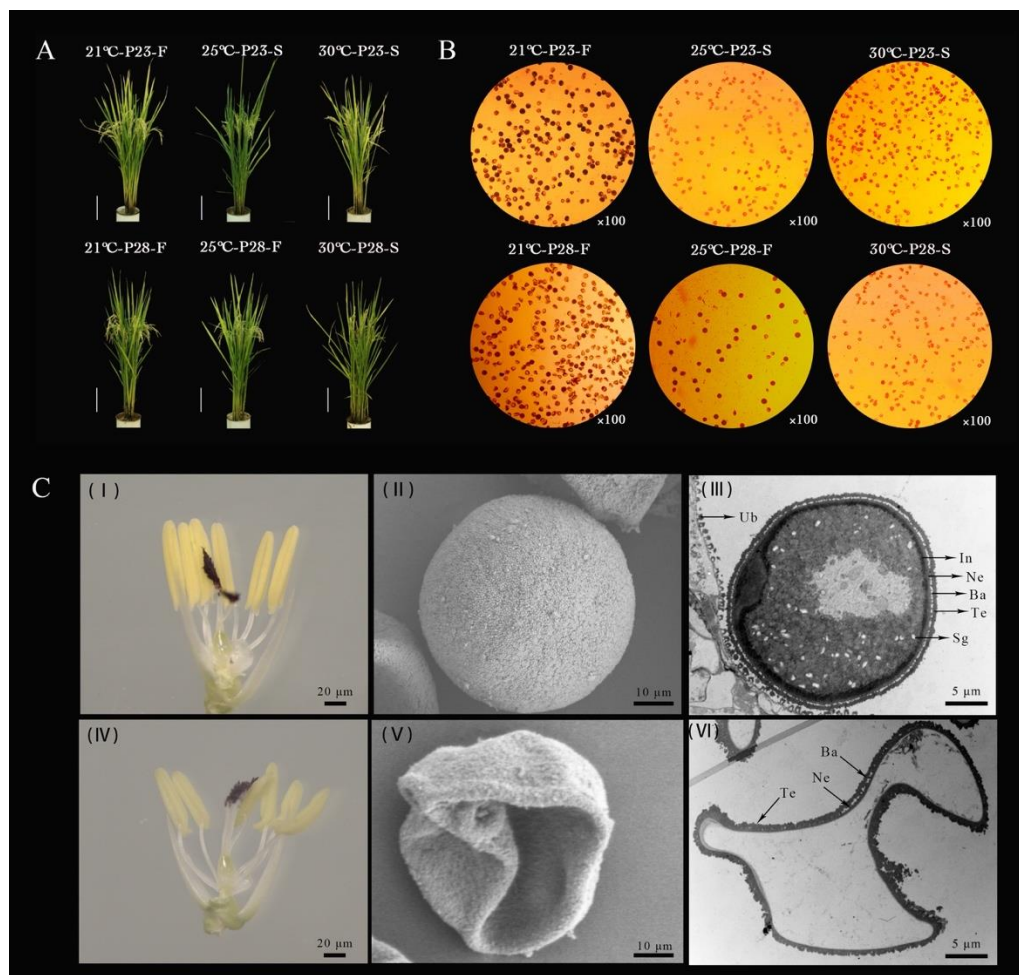 A
21°C-P23-F 25°C-P23-S 30°C-P23-S
21°C-P28-F 25°C-P28-F 30°C-P28-S
B
21°C-P23-F 25°C-P23-S 30°C-P23-S
×100 ×100 ×100
21°C-P28-F 25°C-P28-F 30°C-P28-S
×100 ×100 ×100
C
(I)
20 μm
(II)
10 μm
(III)
Ub
In
Ne
Ba
Te
Sg
5 μm
(IV)
20 μm
(V)
10 μm
(VI)
Ba
Ne
Te
5 μm